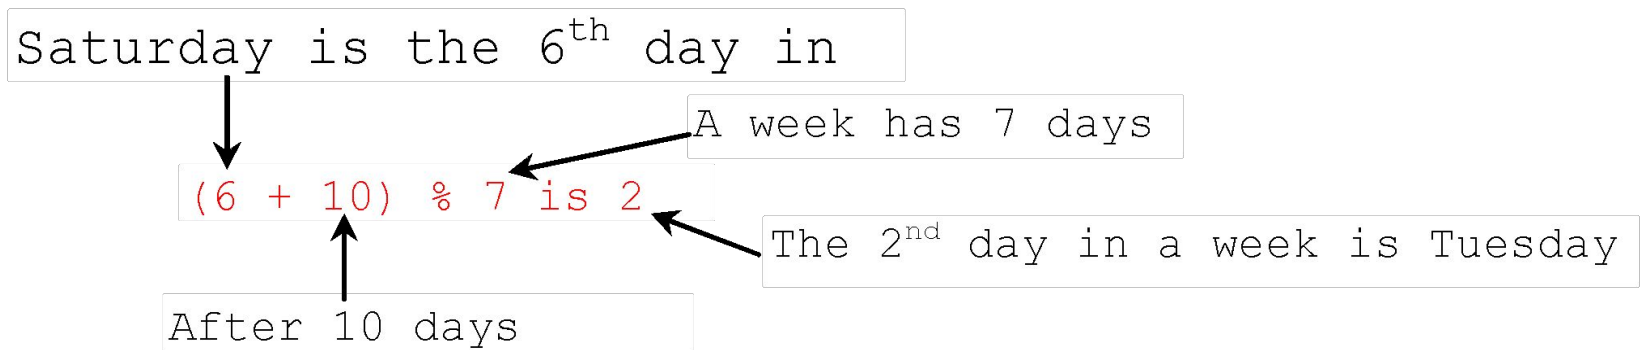 Saturday is the 6th day in
A week has 7 days
(6 + 10) % 7 is 2
The 2nd day in a week is Tuesday
After 10 days